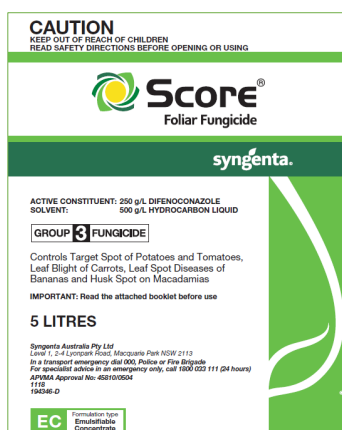 CAUTION
KEEP OUT OF REACH OF CHILDREN
READ SAFETY DIRECTIONS BEFORE OPENING OR USING
Score®
Foliar Fungicide
syngenta.
ACTIVE CONSTITUENT: 250 g/L DIFENOCONAZOLE
SOLVENT: 500 g/L HYDROCARBON LIQUID
GROUP 3 FUNGICIDE
Controls Target Spot of Potatoes and Tomatoes,
Leaf Blight of Carrots, Leaf Spot Diseases of
Bananas and Husk Spot on Macadamias
IMPORTANT: Read the attached booklet before use
5 LITRES
Syngenta Australia Pty Ltd
Level 1, 2-4 Lyonpark Road, Macquarie Park NSW 2113
In a transport emergency dial 000, Police or Fire Brigade
For specialist advice in an emergency only, call 1800 033 111 (24 hours)
APVMA Approval No: 45810/0504
1118
194346-D
EC Formulation type
Emulsifiable
Concentrate